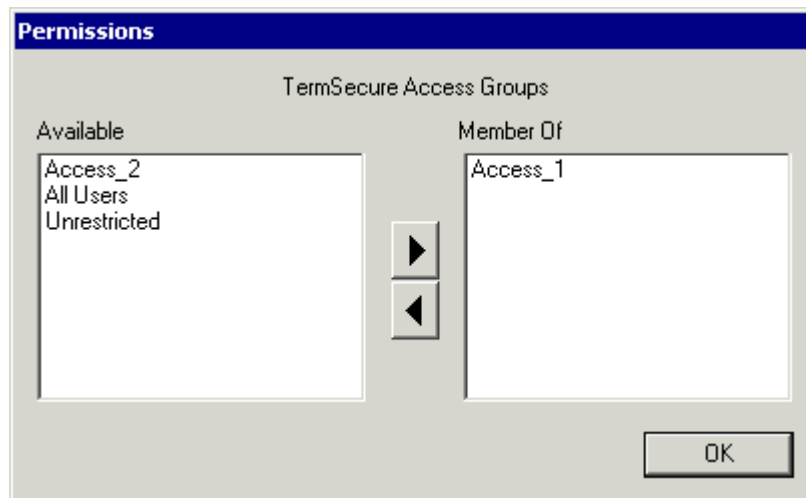 Permissions
TermSecure Access Groups
Available
Member Of
Access_2
All Users
Unrestricted
Access_1
OK